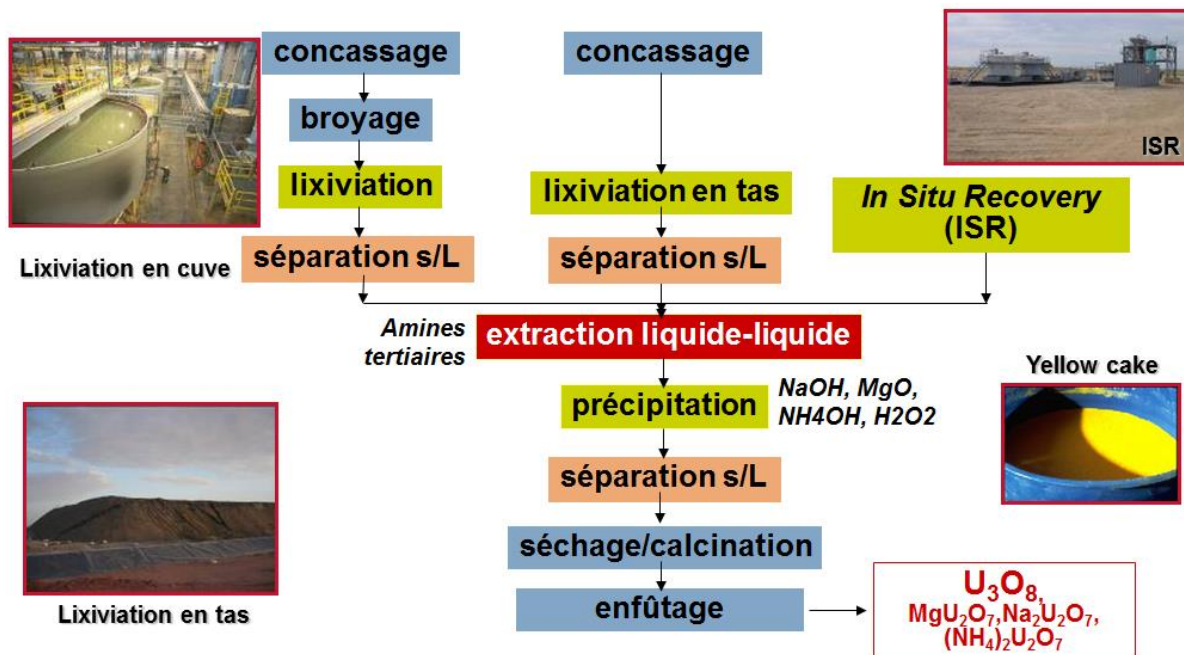 concassage
concassage
broyage
ISR
lixiviation
lixiviation en tas
In Situ Recovery
(ISR)
séparation s/L
séparation s/L
Lixiviation en cuve
Amines
tertiaires
extraction liquide-liquide
Yellow cake
précipitation
NaOH, MgO,
NH4OH, H2O2
séparation s/L
séchage/calcination
enfûtage
Lixiviation en tas
U₃O₈,
MgU₂O₇,Na₂U₂O₇,
(NH₄)₂U₂O₇